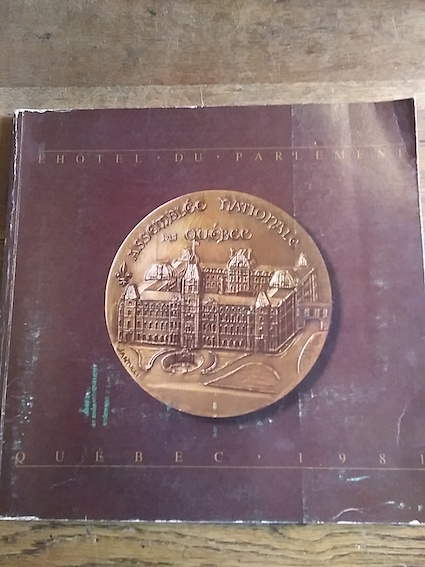 L'HÔTEL · DU · PARLEMENT
ASSEMBLÉE NATIONALE
DU QUÉBEC
QUÉBEC · 1981